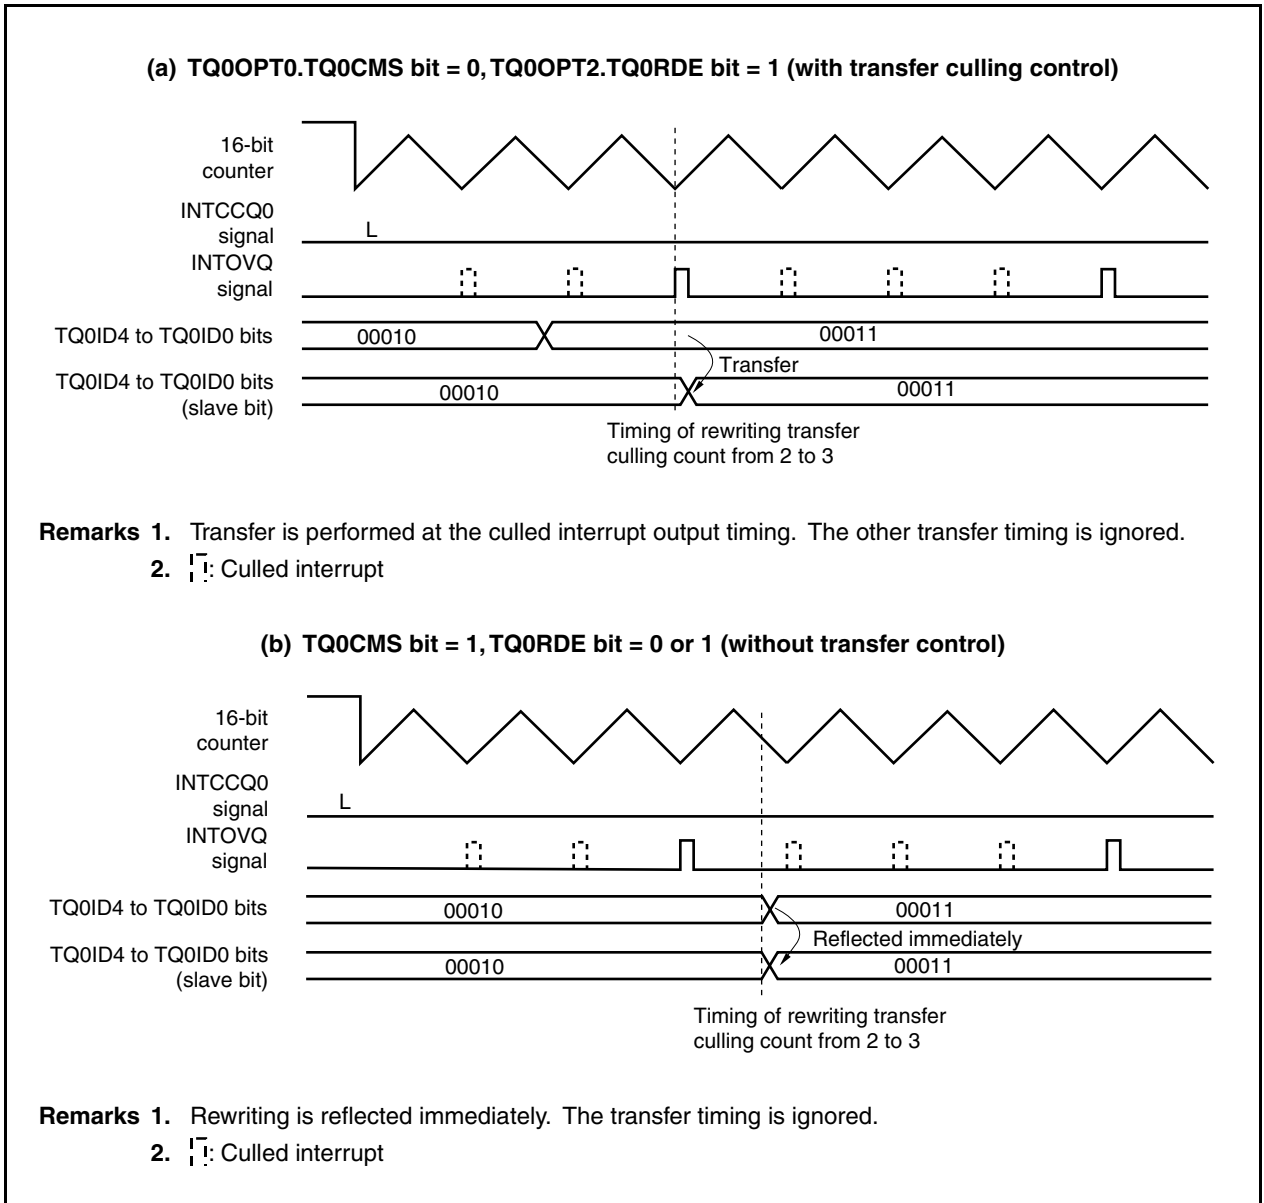 (a) TQ0OPT0.TQ0CMS bit = 0, TQ0OPT2.TQ0RDE bit = 1 (with transfer culling control)
16-bit
counter
INTCCQ0
signal
L
INTOVQ
signal
TQ0ID4 to TQ0ID0 bits
00010
00011
Transfer
TQ0ID4 to TQ0ID0 bits
(slave bit)
00010
00011
Timing of rewriting transfer
culling count from 2 to 3
Remarks 1. Transfer is performed at the culled interrupt output timing. The other transfer timing is ignored.
2. : Culled interrupt
(b) TQ0CMS bit = 1, TQ0RDE bit = 0 or 1 (without transfer control)
16-bit
counter
INTCCQ0
signal
L
INTOVQ
signal
TQ0ID4 to TQ0ID0 bits
00010
00011
Reflected immediately
TQ0ID4 to TQ0ID0 bits
(slave bit)
00010
00011
Timing of rewriting transfer
culling count from 2 to 3
Remarks 1. Rewriting is reflected immediately. The transfer timing is ignored.
2. : Culled interrupt